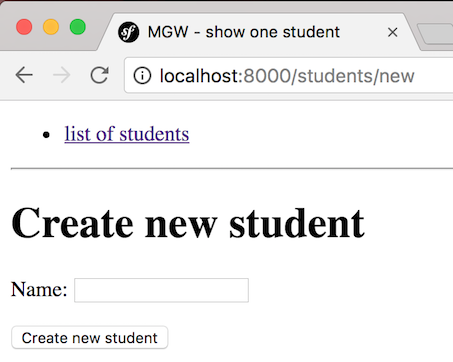 MGW - show one student
localhost:8000/students/new
list of students
Create new student
Name:
Create new student